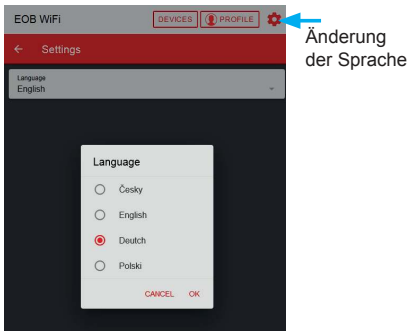 EOB WiFi DEVICES PROFILE
Änderung
der Sprache
Settings
Language
English
Language
Česky
English
Deutch
Polski
CANCEL OK